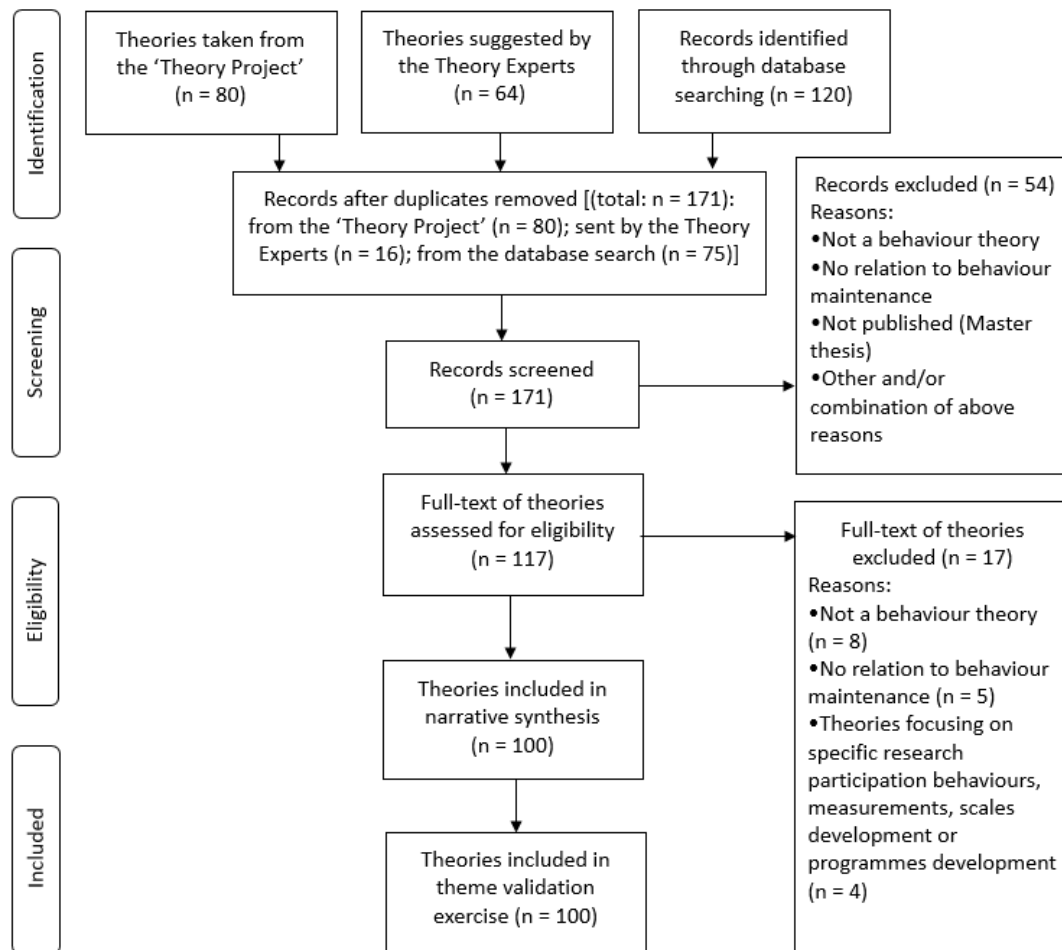 Identification
Theories taken from
the ‘Theory Project’
(n = 80)
Theories suggested by
the Theory Experts
(n = 64)
Records identified
through database
searching (n = 120)
Records after duplicates removed [(total: n = 171):
from the ‘Theory Project’ (n = 80); sent by the Theory
Experts (n = 16); from the database search (n = 75)]
Screening
Records screened
(n = 171)
Records excluded (n = 54)
Reasons:
•Not a behaviour theory
•No relation to behaviour
maintenance
•Not published (Master
thesis)
•Other and/or
combination of above
reasons
Eligibility
Full-text of theories
assessed for eligibility
(n = 117)
Full-text of theories
excluded (n = 17)
Reasons:
•Not a behaviour theory
(n = 8)
•No relation to behaviour
maintenance (n = 5)
•Theories focusing on
specific research
participation behaviours,
measurements, scales
development or
programmes development
(n = 4)
Theories included in
narrative synthesis
(n = 100)
Included
Theories included in
theme validation
exercise (n = 100)